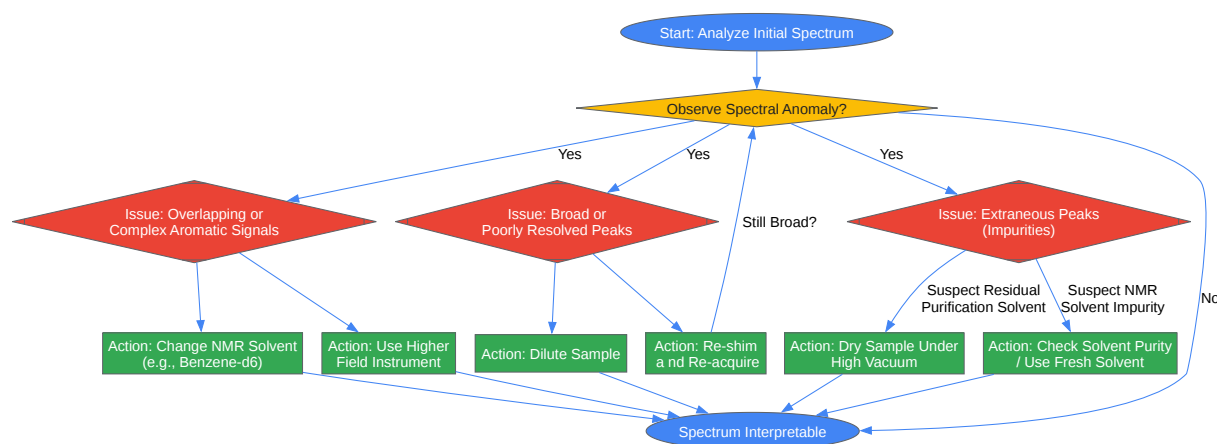 Start: Analyze Initial Spectrum
Observe Spectral Anomaly?
Yes
Yes
Yes
Issue: Overlapping or
Complex Aromatic Signals
Issue: Broad or
Poorly Resolved Peaks
Still Broad?
Issue: Extraneous Peaks
(Impurities)
Suspect Residual
Purification Solvent
Suspect NMR
Solvent Impurity
No
Action: Change NMR Solvent
(e.g., Benzene-d6)
Action: Use Higher
Field Instrument
Action: Dilute Sample
Action: Re-shim
a nd Re-acquire
Action: Dry Sample Under
High Vacuum
Action: Check Solvent Purity
/ Use Fresh Solvent
Spectrum Interpretable